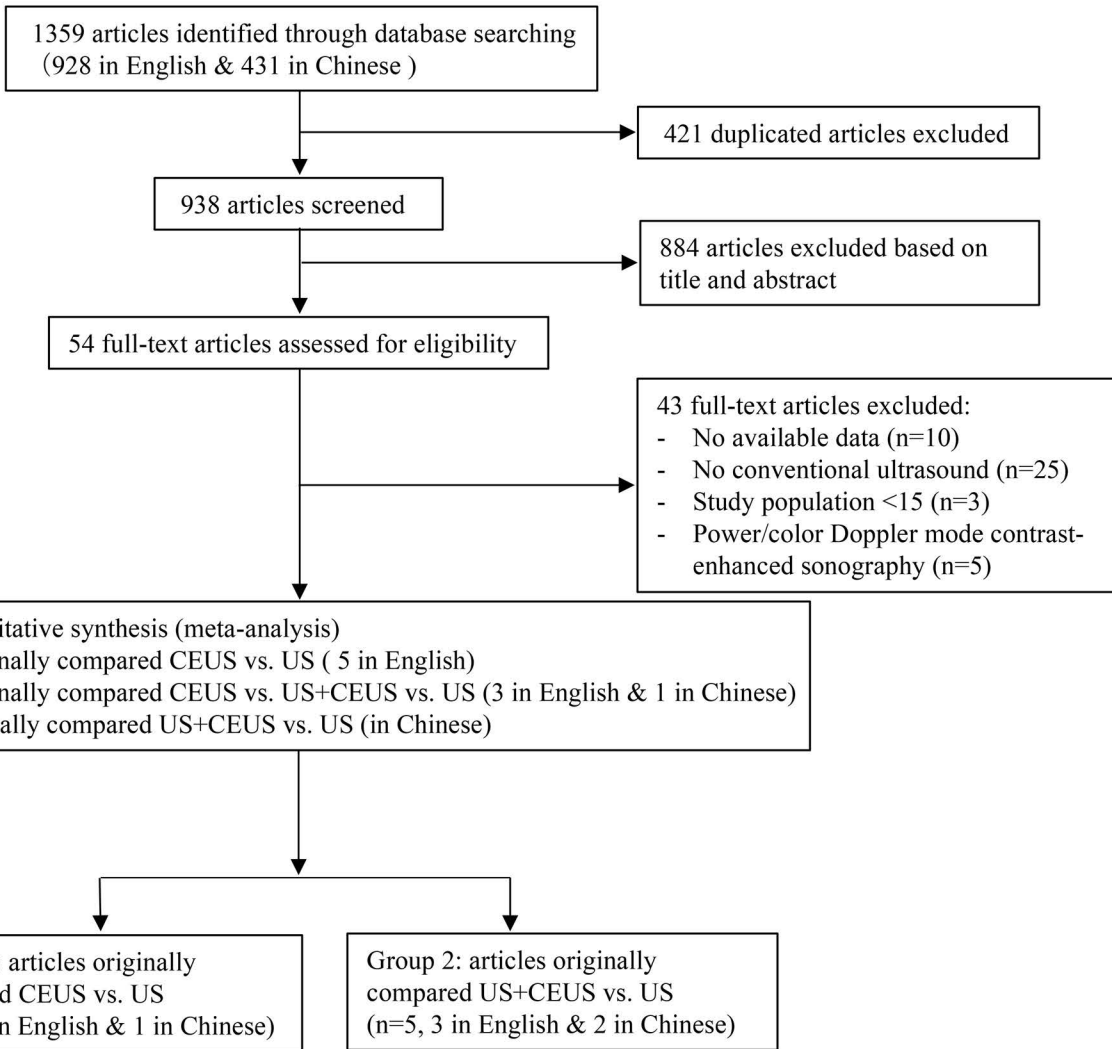 1359 articles identified through database searching
（928 in English & 431 in Chinese )
421 duplicated articles excluded
938 articles screened
884 articles excluded based on
title and abstract
54 full-text articles assessed for eligibility
43 full-text articles excluded:
- No available data (n=10)
- No conventional ultrasound (n=25)
- Study population <15 (n=3)
- Power/color Doppler mode contrast-
enhanced sonography (n=5)
itative synthesis (meta-analysis)
nally compared CEUS vs. US ( 5 in English)
nally compared CEUS vs. US+CEUS vs. US (3 in English & 1 in Chinese)
ally compared US+CEUS vs. US (in Chinese)
articles originally
d CEUS vs. US
in English & 1 in Chinese)
Group 2: articles originally
compared US+CEUS vs. US
(n=5, 3 in English & 2 in Chinese)